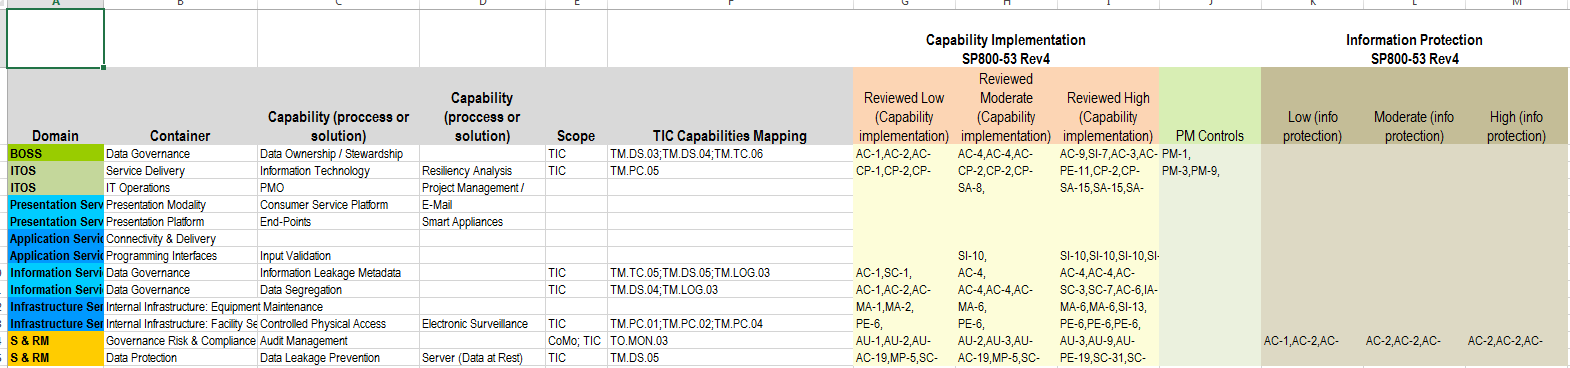 A B C D E F G H I J K L M
Capability Implementation Information Protection
SP800-53 Rev4 SP800-53 Rev4
Reviewed
Capability Reviewed Low Moderate Reviewed High
Capability (proccess or (proccess or (Capability (Capability (Capability Low (info Moderate (info High (info
Domain Container solution) solution) Scope TIC Capabilities Mapping implementation) implementation) implementation) PM Controls protection) protection) protection)
BOSS Data Governance Data Ownership / Stewardship TIC TM.DS.03;TM.DS.04;TM.TC.06 AC-1,AC-2,AC- AC-4,AC-4,AC- AC-9,SI-7,AC-3,AC- PM-1,
ITOS Service Delivery Information Technology Resiliency Analysis TIC TM.PC.05 CP-1,CP-2,CP- CP-2,CP-2,CP- PE-11,CP-2,CP- PM-3,PM-9,
ITOS IT Operations PMO Project Management / SA-8, SA-15,SA-15,SA-
Presentation Serv Presentation Modality Consumer Service Platform E-Mail
Presentation Serv Presentation Platform End-Points Smart Appliances
Application Servic Connectivity & Delivery
Application Servic Programming Interfaces Input Validation SI-10, SI-10,SI-10,SI-10,SI-
Information Servi Data Governance Information Leakage Metadata TIC TM.TC.05;TM.DS.05;TM.LOG.03 AC-1,SC-1, AC-4, AC-4,AC-4,AC-
Information Servi Data Governance Data Segregation TIC TM.DS.04;TM.LOG.03 AC-1,AC-2,AC- AC-4,AC-4,AC- SC-3,SC-7,AC-6,IA-
Infrastructure Ser Internal Infrastructure: Equipment Maintenance MA-1,MA-2, MA-6, MA-6,MA-6,SI-13,
Infrastructure Ser Internal Infrastructure: Facility Se Controlled Physical Access Electronic Surveillance TIC TM.PC.01;TM.PC.02;TM.PC.04 PE-6, PE-6, PE-6,PE-6,PE-6,
S & RM Governance Risk & Compliance Audit Management CoMo; TIC TO.MON.03 AU-1,AU-2,AU- AU-2,AU-3,AU- AU-3,AU-9,AU- AC-1,AC-2,AC- AC-2,AC-2,AC- AC-2,AC-2,AC-
S & RM Data Protection Data Leakage Prevention Server (Data at Rest) TIC TM.DS.05 AC-19,MP-5,SC- AC-19,MP-5,SC- PE-19,SC-31,SC-